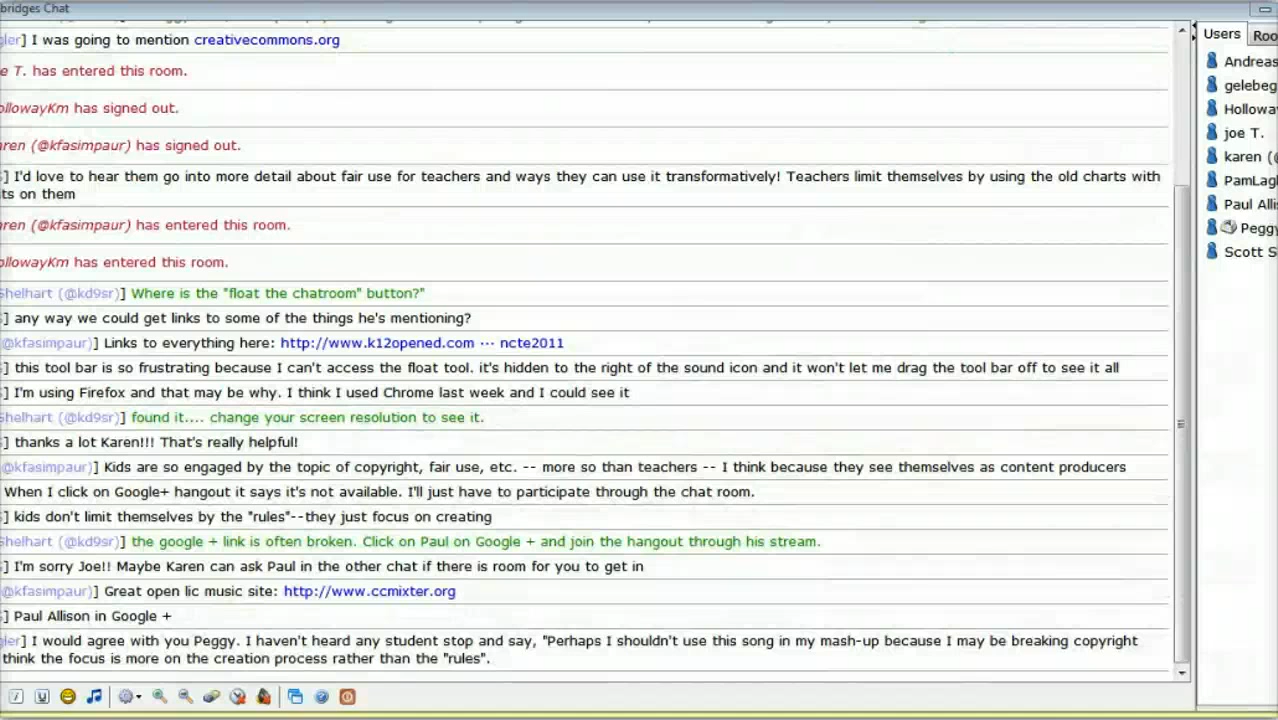 bridges Chat
gler] I was going to mention creativecommons.org
e T. has entered this room.
ollowayKm has signed out.
aren (@kfasimpaur) has signed out.
s] I'd love to hear them go into more detail about fair use for teachers and ways they can use it transformatively! Teachers limit themselves by using the old charts with
its on them
aren (@kfasimpaur) has entered this room.
ollowayKm has entered this room.
Shelhart (@kd9sr)] Where is the "float the chatroom" button?"
s] any way we could get links to some of the things he's mentioning?
@kfasimpaur)] Links to everything here: http://www.k12opened.com ··· ncte2011
s] this tool bar is so frustrating because I can't access the float tool. it's hidden to the right of the sound icon and it won't let me drag the tool bar off to see it all
s] I'm using Firefox and that may be why. I think I used Chrome last week and I could see it
Shelhart (@kd9sr)] found it.... change your screen resolution to see it.
s] thanks a lot Karen!!! That's really helpful!
@kfasimpaur)] Kids are so engaged by the topic of copyright, fair use, etc. -- more so than teachers -- I think because they see themselves as content producers
When I click on Google+ hangout it says it's not available. I'll just have to participate through the chat room.
s] kids don't limit themselves by the "rules"--they just focus on creating
Shelhart (@kd9sr)] the google + link is often broken. Click on Paul on Google + and join the hangout through his stream.
s] I'm sorry Joe!! Maybe Karen can ask Paul in the other chat if there is room for you to get in
@kfasimpaur)] Great open lic music site: http://www.ccmixter.org
s] Paul Allison in Google +
gler] I would agree with you Peggy. I haven't heard any student stop and say, "Perhaps I shouldn't use this song in my mash-up because I may be breaking copyright
think the focus is more on the creation process rather than the "rules".
Users Roo
Andreas
gelebeg
Hollowa
joe T.
karen (@
PamLag
Paul Alli
Peggy
Scott S